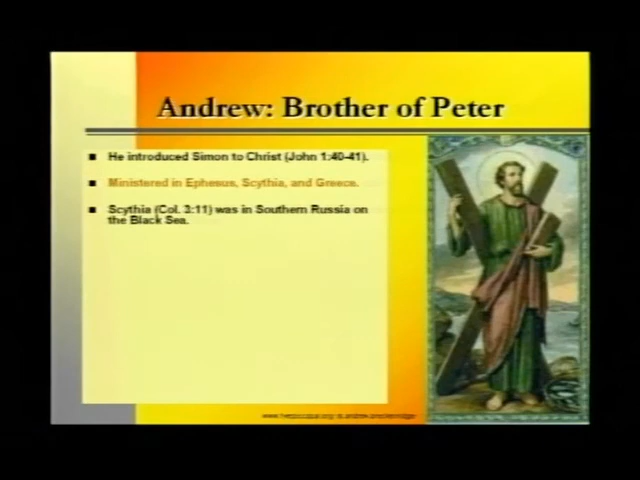 Andrew: Brother of Peter
He introduced Simon to Christ (John 1:40-41).
Ministered in Ephesus, Scythia, and Greece.
Scythia (Col. 3:11) was in Southern Russia on
the Black Sea.